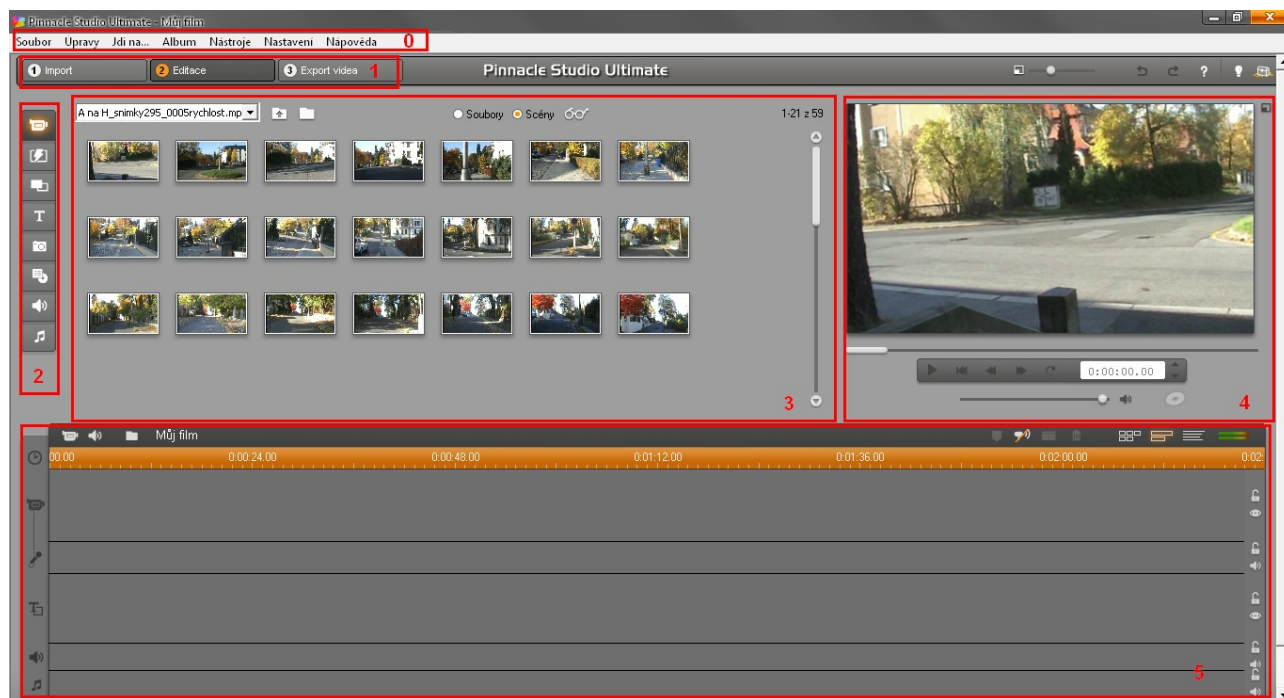 Pinnacle Studio Ultimate - Můj film
Soubor Úpravy Jdi na... Album Nástroje Nastavení Nápověda 0
1 Import 2 Editace 3 Export videa 1 Pinnacle Studio Ultimate ?
A na H_snimky295_0005rychlost.mp Soubory Scény 1-21 z 59
T
2
3
0:00:00.00
4
Můj film
00.00 0:00:24.00 0:00:48.00 0:01:12.00 0:01:36.00 0:02:00.00 0:02:
T
5